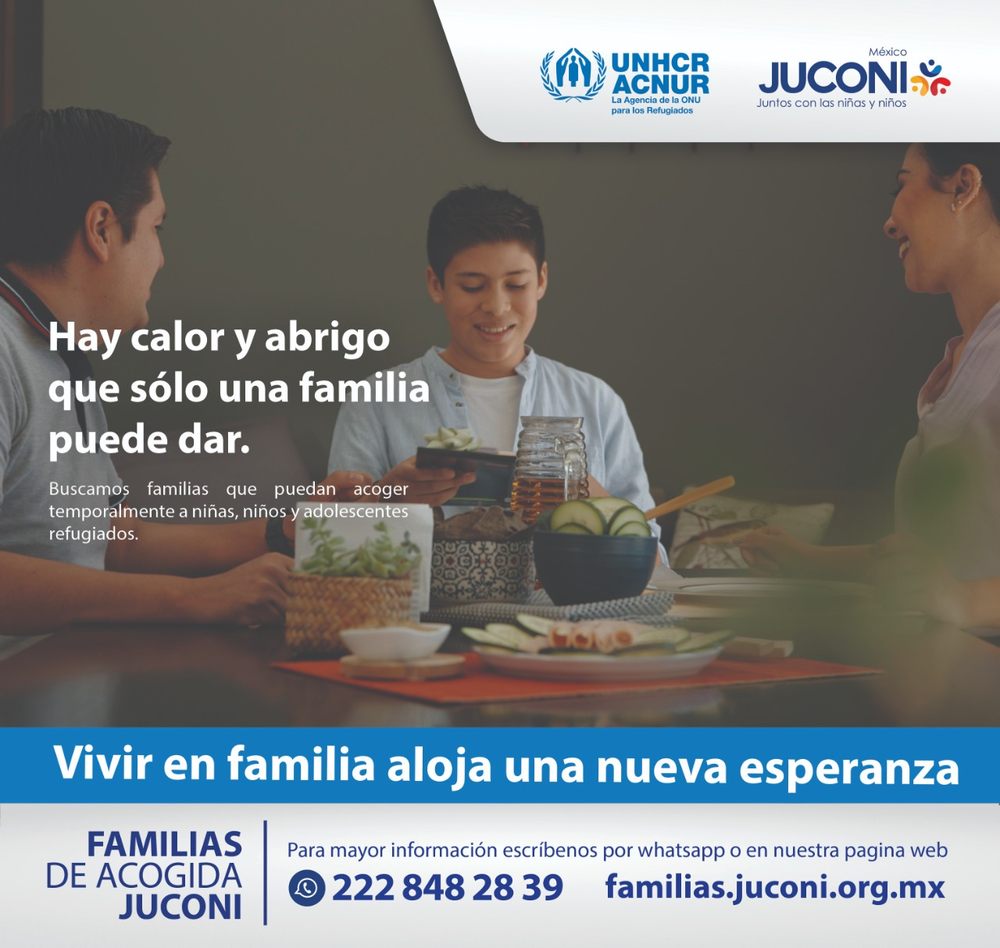 UNHCR
ACNUR
La Agencia de la ONU
para los Refugiados
México
JUCONI
Juntos con las niñas y niños
Hay calor y abrigo
que sólo una familia
puede dar.
Buscamos familias que puedan acoger
temporalmente a niñas, niños y adolescentes
refugiados.
Vivir en familia aloja una nueva esperanza
FAMILIAS
DE ACOGIDA
JUCONI
Para mayor información escríbenos por whatsapp o en nuestra pagina web
222 848 28 39 familias.juconi.org.mx